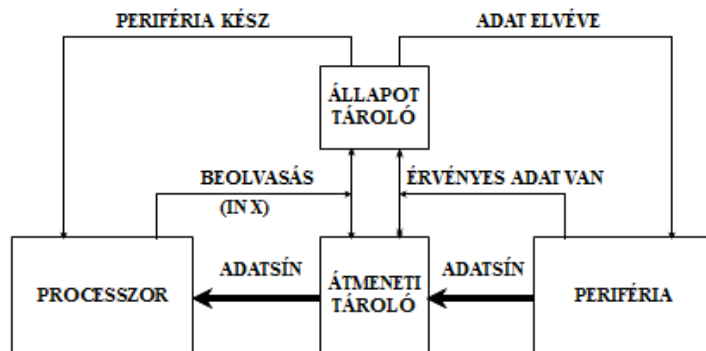 PERIFÉRIA KÉSZ
ADAT ELVÉVE
ÁLLAPOT
TÁROLÓ
BEOLVASÁS
(IN X)
ÉRVÉNYES ADAT VAN
PROCESSZOR
ADATSÍN
ÁTMENETI
TÁROLÓ
ADATSÍN
PERIFÉRIA